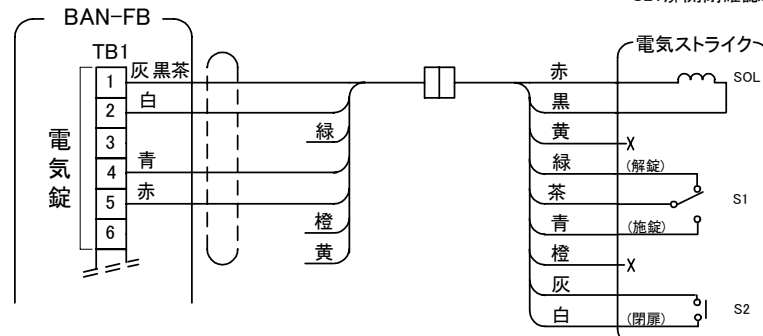 BAN-FB
TB1
電気錠
1
2
3
4
5
6
灰 黒 茶
白
緑
青
赤
橙
黄
電気ストライク
赤
黒
黄
緑
茶
青
橙
灰
白
X
X
(解錠)
(施錠)
(閉扉)
SOL
S1
S2